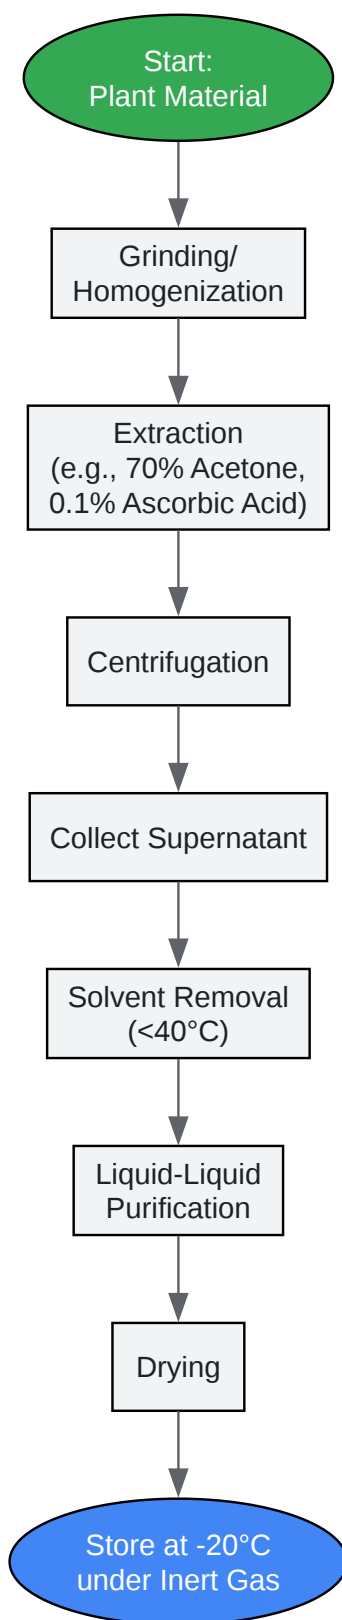 Start:
Plant Material
Grinding/
Homogenization
Extraction
(e.g., 70% Acetone,
0.1% Ascorbic Acid)
Centrifugation
Collect Supernatant
Solvent Removal
(<40°C)
Liquid-Liquid
Purification
Drying
Store at -20°C
under Inert Gas